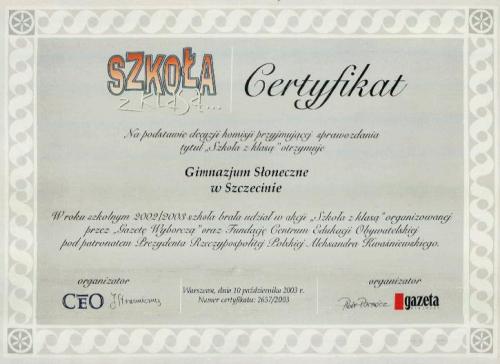 SZKOŁA
z klasą...
Certyfikat
Na podstawie decyzji komisji przyjmującej sprawozdania
tytuł „Szkoła z klasą” otrzymuje
Gimnazjum Słoneczne
w Szczecinie
W roku szkolnym 2002/2003 szkoła brała udział w akcji „Szkoła z klasą” organizowanej
przez „Gazetę Wyborczą” oraz Fundację Centrum Edukacji Obywatelskiej
pod patronatem Prezydenta Rzeczypospolitej Polskiej Aleksandra Kwaśniewskiego.
organizator
CEO
Warszawa, dnia 10 października 2003 r.
Numer certyfikatu: 2637/2003
organizator
gazeta